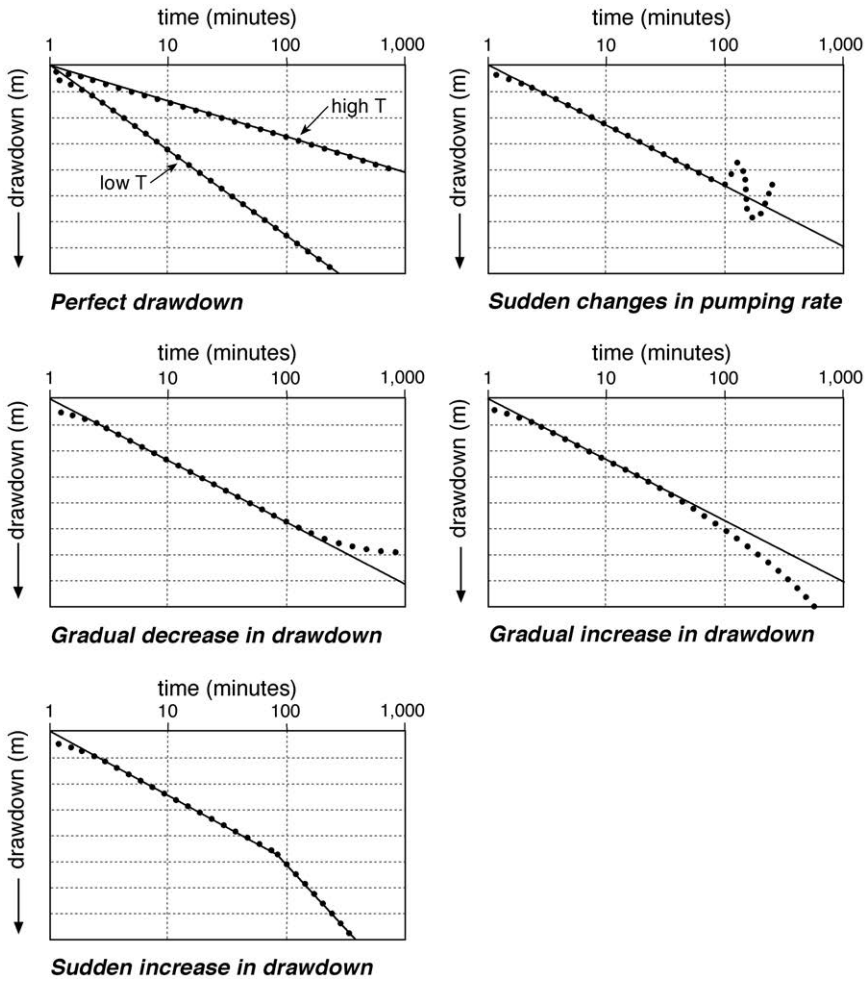 time (minutes)
1 10 100 1,000
drawdown (m)
high T
low T
Perfect drawdown
time (minutes)
1 10 100 1,000
drawdown (m)
Sudden changes in pumping rate
time (minutes)
1 10 100 1,000
drawdown (m)
Gradual decrease in drawdown
time (minutes)
1 10 100 1,000
drawdown (m)
Gradual increase in drawdown
time (minutes)
1 10 100 1,000
drawdown (m)
Sudden increase in drawdown